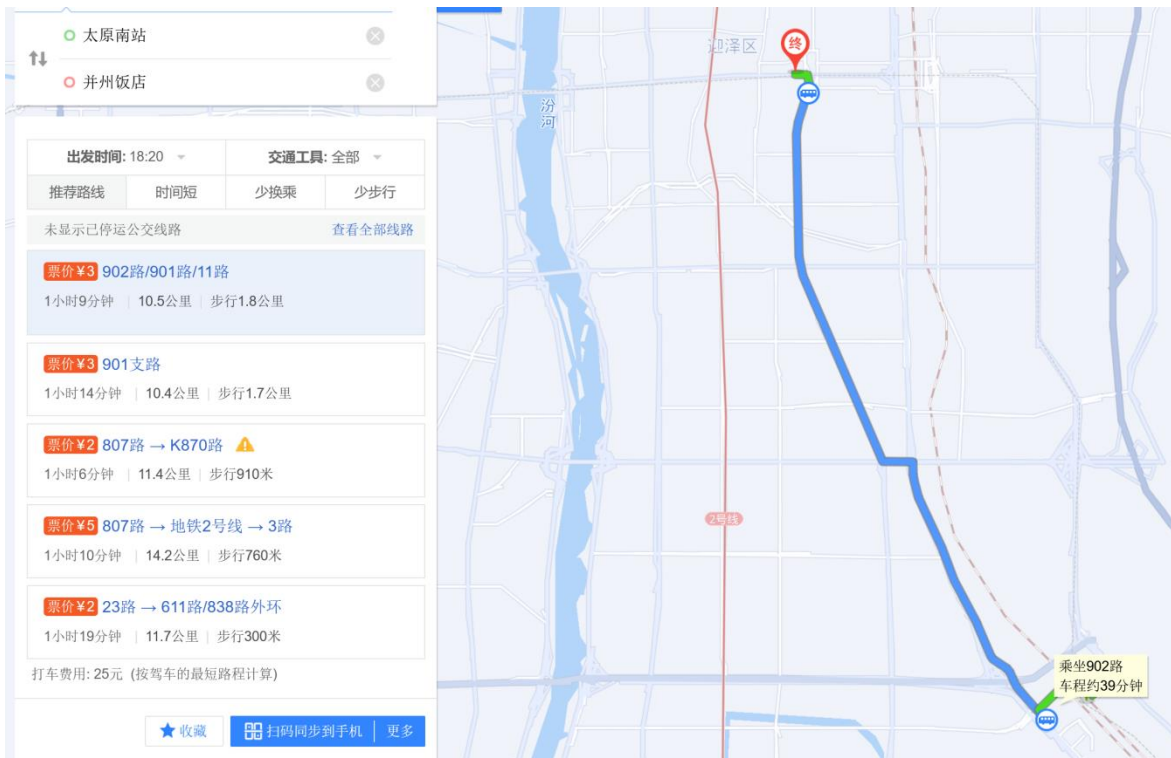 太原南站
并州饭店
出发时间: 18:20
交通工具: 全部
推荐路线
时间短
少换乘
少步行
未显示已停运公交线路
查看全部线路
票价¥3 902路/901路/11路
1小时9分钟 | 10.5公里 | 步行1.8公里
票价¥3 901支路
1小时14分钟 | 10.4公里 | 步行1.7公里
票价¥2 807路 → K870路
1小时6分钟 | 11.4公里 | 步行910米
票价¥5 807路 → 地铁2号线 → 3路
1小时10分钟 | 14.2公里 | 步行760米
票价¥2 23路 → 611路/838路外环
1小时19分钟 | 11.7公里 | 步行300米
打车费用: 25元 (按驾车的最短路程计算)
收藏
扫码同步到手机
更多
迎泽区
终
汾河
2号线
乘坐902路
车程约39分钟